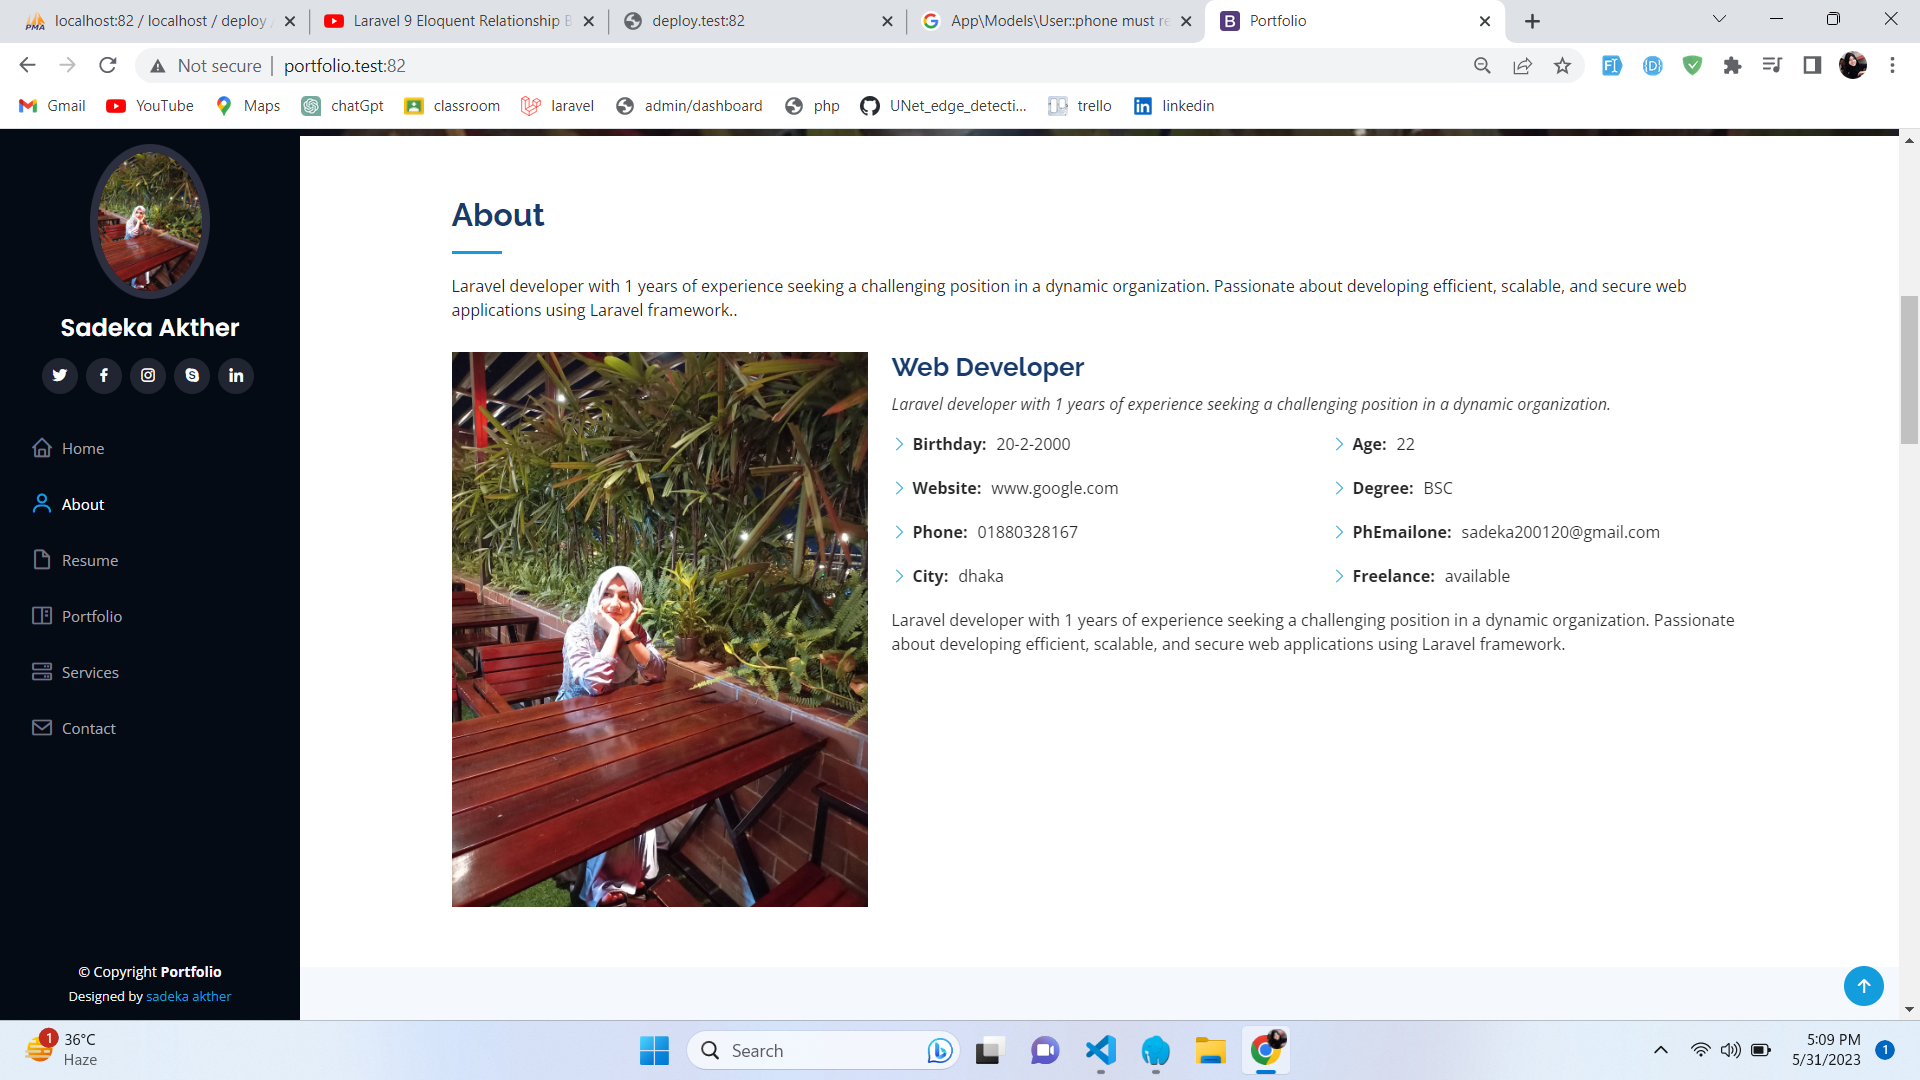 localhost:82 / localhost / deploy
Laravel 9 Eloquent Relationship
deploy.test:82
App\Models\User::phone must re
Portfolio
Not secure
portfolio.test:82
Gmail
YouTube
Maps
chatGpt
classroom
laravel
admin/dashboard
php
UNet_edge_detecti...
trello
linkedin
Sadeka Akther
Home
About
Resume
Portfolio
Services
Contact
© Copyright Portfolio
Designed by sadeka akther
About
Laravel developer with 1 years of experience seeking a challenging position in a dynamic organization. Passionate about developing efficient, scalable, and secure web
applications using Laravel framework..
Web Developer
Laravel developer with 1 years of experience seeking a challenging position in a dynamic organization.
Birthday: 20-2-2000
Age: 22
Website: www.google.com
Degree: BSC
Phone: 01880328167
PhEmailone: sadeka200120@gmail.com
City: dhaka
Freelance: available
Laravel developer with 1 years of experience seeking a challenging position in a dynamic organization. Passionate
about developing efficient, scalable, and secure web applications using Laravel framework.
1
36°C
Haze
Search
5:09 PM
5/31/2023
1